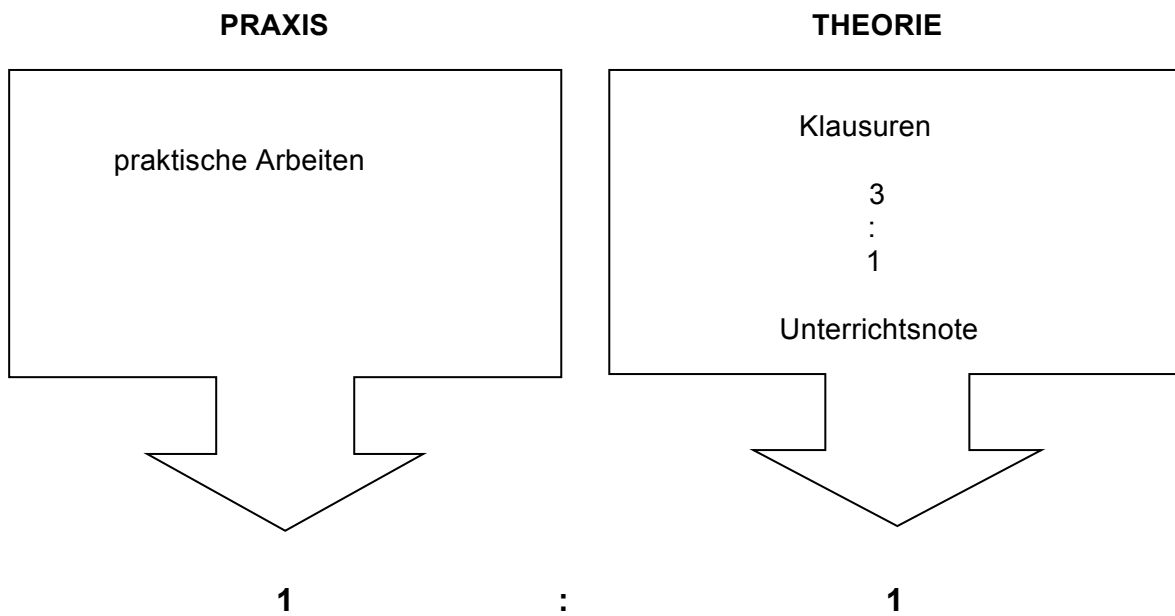 PRAXIS
THEORIE
praktische Arbeiten
Klausuren
3
:
1
Unterrichtsnote
1 : 1